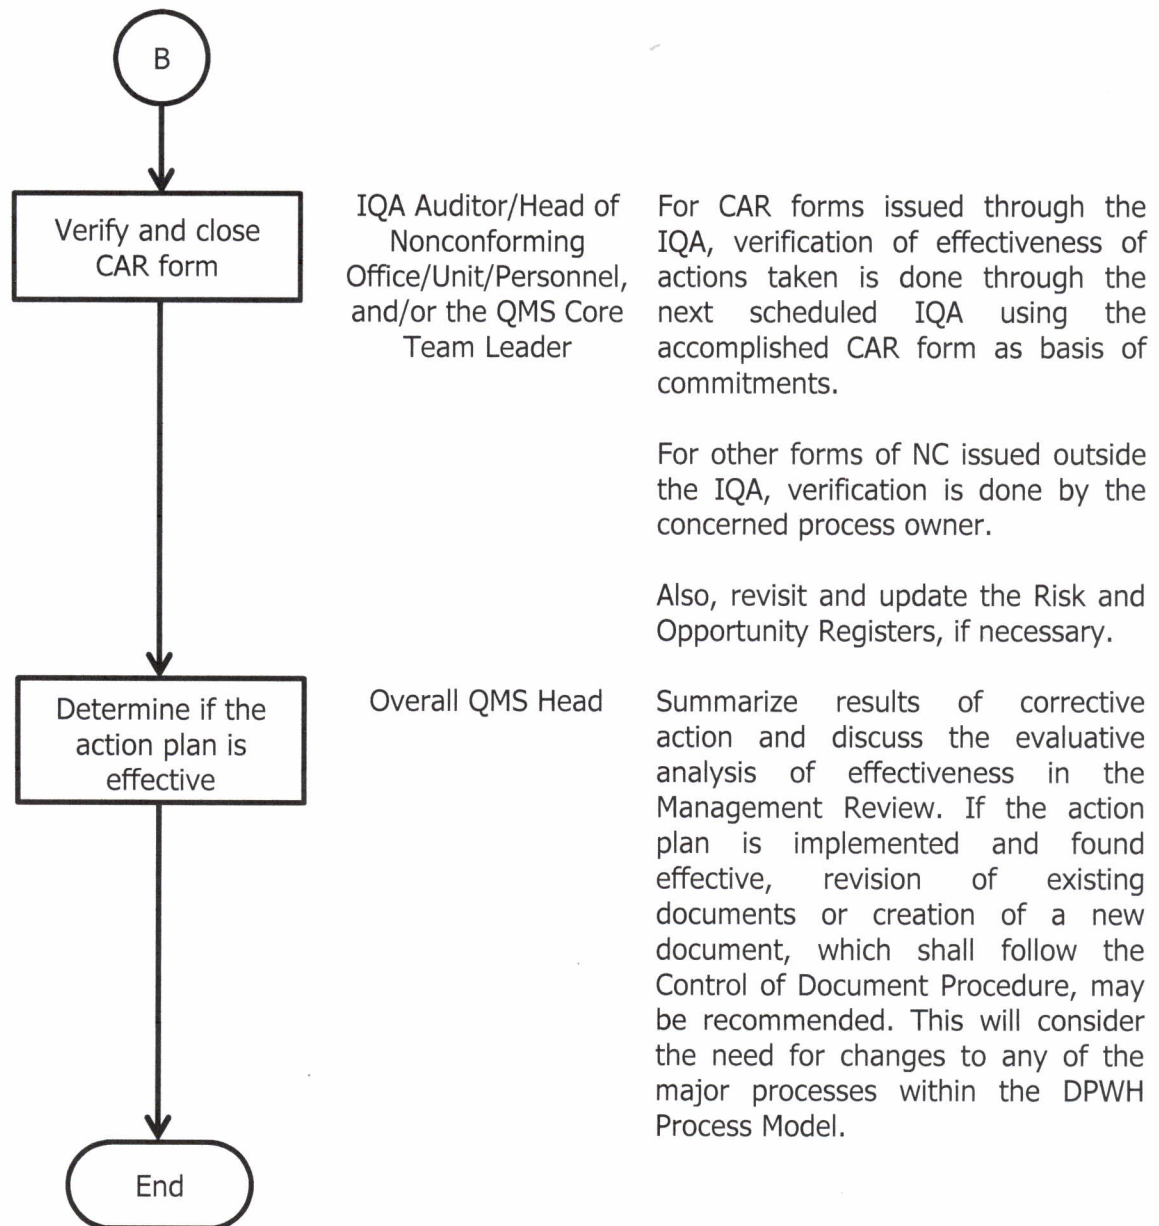 B
Verify and close
CAR form
IQA Auditor/Head of
Nonconforming
Office/Unit/Personnel,
and/or the QMS Core
Team Leader
For CAR forms issued through the
IQA, verification of effectiveness of
actions taken is done through the
next scheduled IQA using the
accomplished CAR form as basis of
commitments.
For other forms of NC issued outside
the IQA, verification is done by the
concerned process owner.
Also, revisit and update the Risk and
Opportunity Registers, if necessary.
Determine if the
action plan is
effective
Overall QMS Head
Summarize results of corrective
action and discuss the evaluative
analysis of effectiveness in the
Management Review. If the action
plan is implemented and found
effective, revision of existing
documents or creation of a new
document, which shall follow the
Control of Document Procedure, may
be recommended. This will consider
the need for changes to any of the
major processes within the DPWH
Process Model.
End